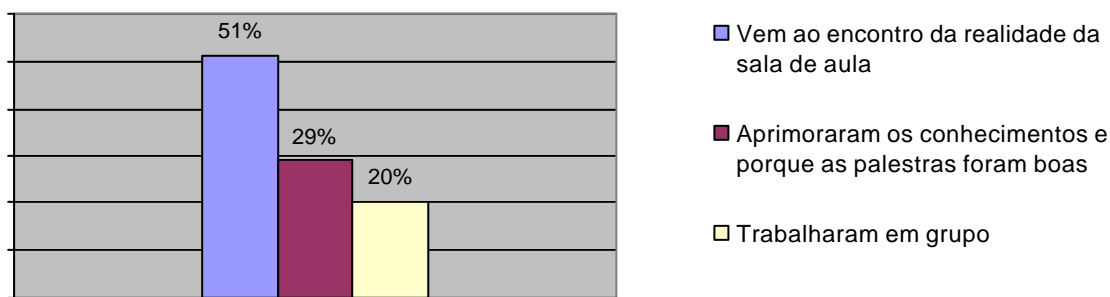 51%
29%
20%
Vem ao encontro da realidade da
sala de aula
Aprimoraram os conhecimentos e
porque as palestras foram boas
Trabalharam em grupo